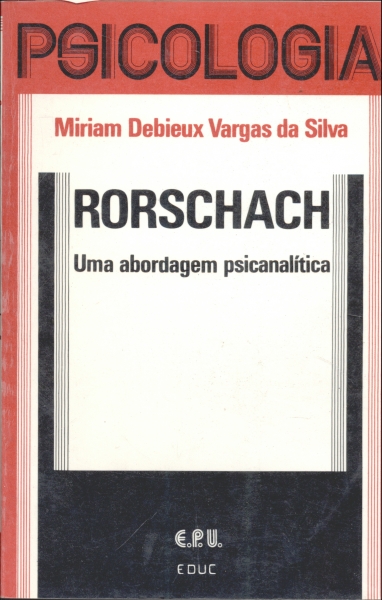 PSICOLOGIA
Miriam Debieux Vargas da Silva
RORSCHACH
Uma abordagem psicanalítica
E.P.U.
EDUC